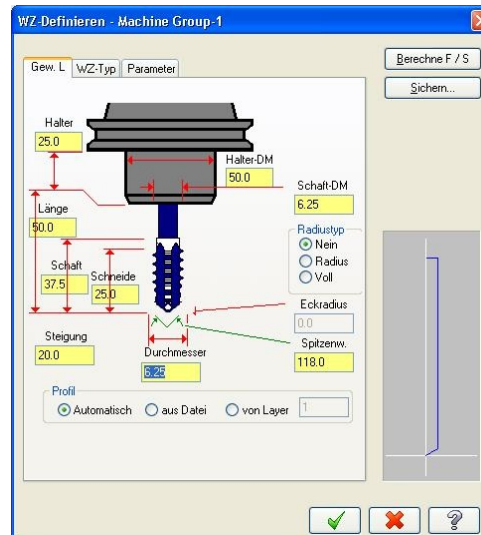 WZ-Definieren - Machine Group-1
Gew. L WZ-Typ Parameter
Berechne F / S
Sichern...
Halter
25.0
Halter-DM
50.0
Schaft-DM
6.25
Länge
50.0
Radiustyp
Nein
Radius
Voll
Schaft
37.5
Schneide
25.0
Eckradius
0.0
Steigung
20.0
Durchmesser
6.25
Spitzenw.
118.0
Profil
Automatisch aus Datei von Layer 1